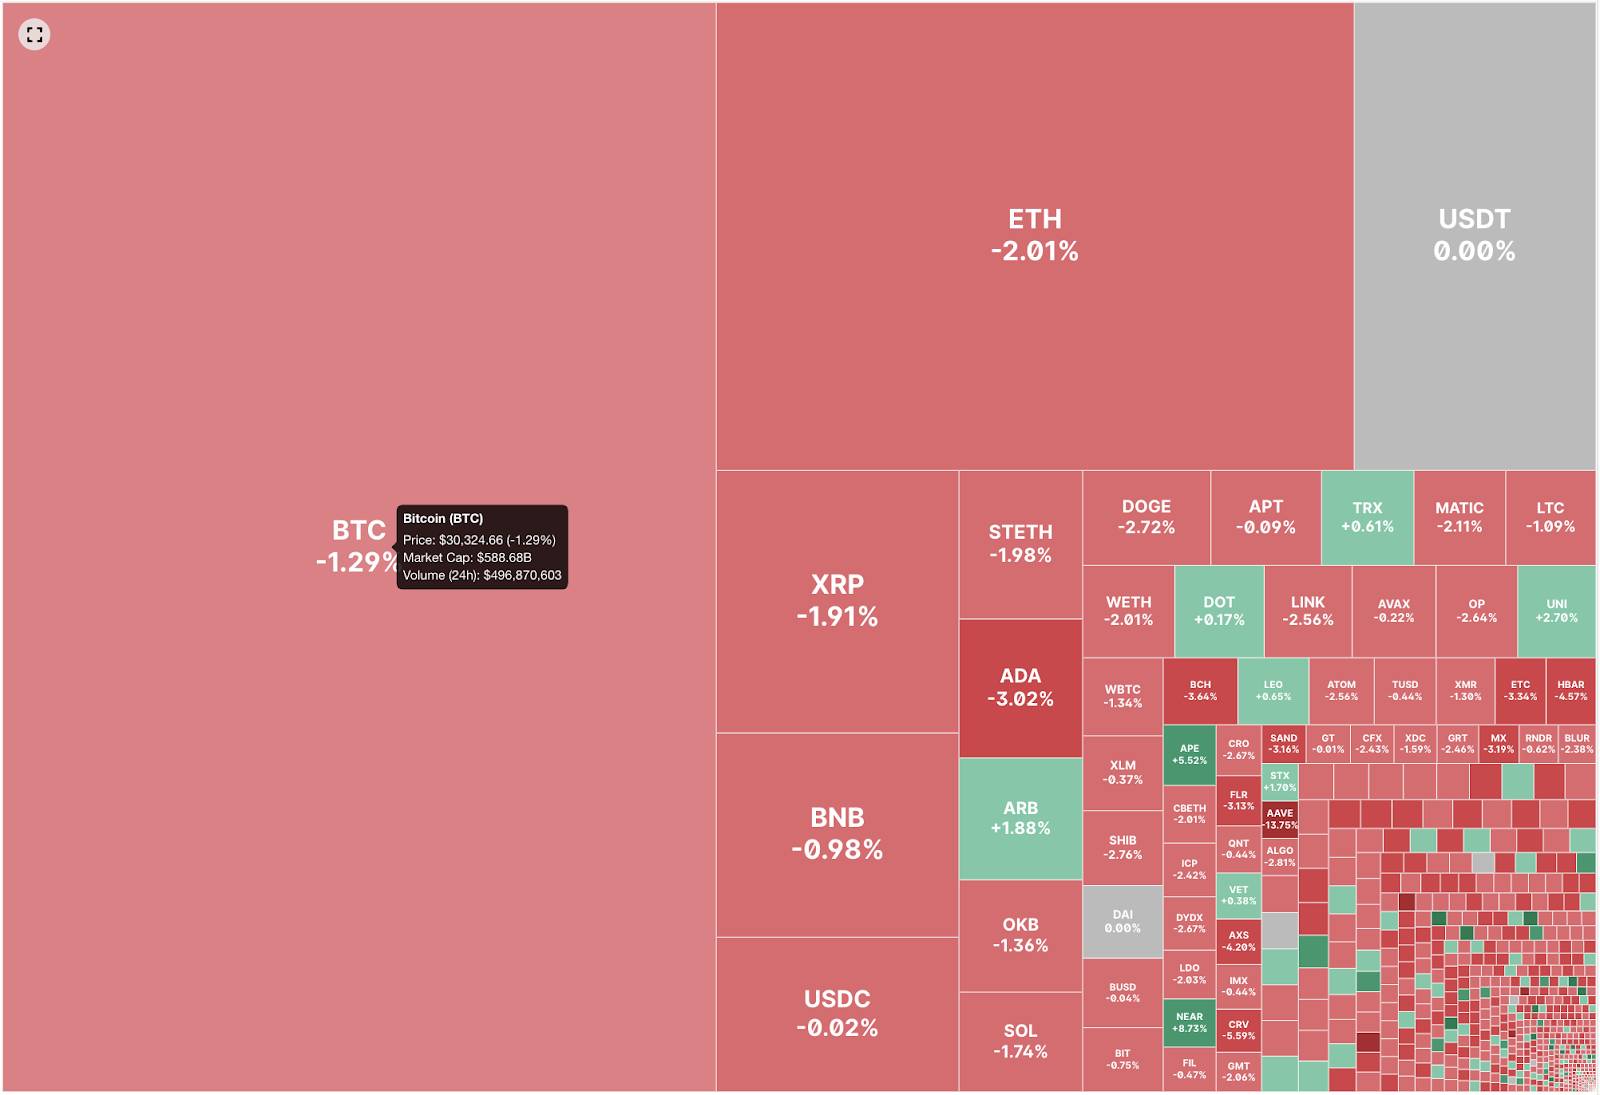 BTC
-1.29%
Bitcoin (BTC)
Price: $30,324.66 (-1.29%)
Market Cap: $588.68B
Volume (24h): $496,870,603
ETH
-2.01%
USDT
0.00%
XRP
-1.91%
BNB
-0.98%
USDC
-0.02%
STETH
-1.98%
ADA
-3.02%
ARB
+1.88%
OKB
-1.36%
SOL
-1.74%
DOGE
-2.72%
APT
-0.09%
TRX
+0.61%
MATIC
-2.11%
LTC
-1.09%
WETH
-2.01%
DOT
+0.17%
LINK
-2.56%
AVAX
-0.22%
OP
-2.64%
UNI
+2.70%
WBTC
-1.34%
XLM
-0.37%
SHIB
-2.76%
DAI
0.00%
BUSD
-0.04%
BIT
-0.75%
BCH
-3.64%
LEO
+0.65%
ATOM
-2.56%
TUSD
-0.44%
XMR
-1.30%
ETC
-3.34%
HBAR
-4.57%
APE
+5.52%
CBETH
-2.01%
ICP
-2.42%
DYDX
-2.67%
LDO
-2.03%
NEAR
+8.73%
FIL
-0.47%
CRO
-2.67%
FLR
-3.13%
QNT
-0.44%
VET
+0.38%
AXS
-4.20%
IMX
-0.44%
CRV
-5.59%
GMT
-2.06%
SAND
-3.16%
GT
-0.01%
CFX
-2.43%
XDC
-1.59%
GRT
-2.46%
MX
-3.19%
RNDR
-0.62%
BLUR
-2.38%
STX
+1.70%
AAVE
-13.75%
ALGO
-2.81%